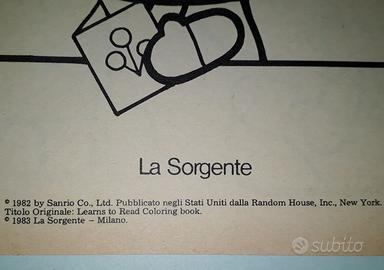 La Sorgente
© 1982 by Sanrio Co., Ltd. Pubblicato negli Stati Uniti dalla Random House, Inc., New York.
Titolo Originale: Learns to Read Coloring book.
© 1983 La Sorgente – Milano.
subito